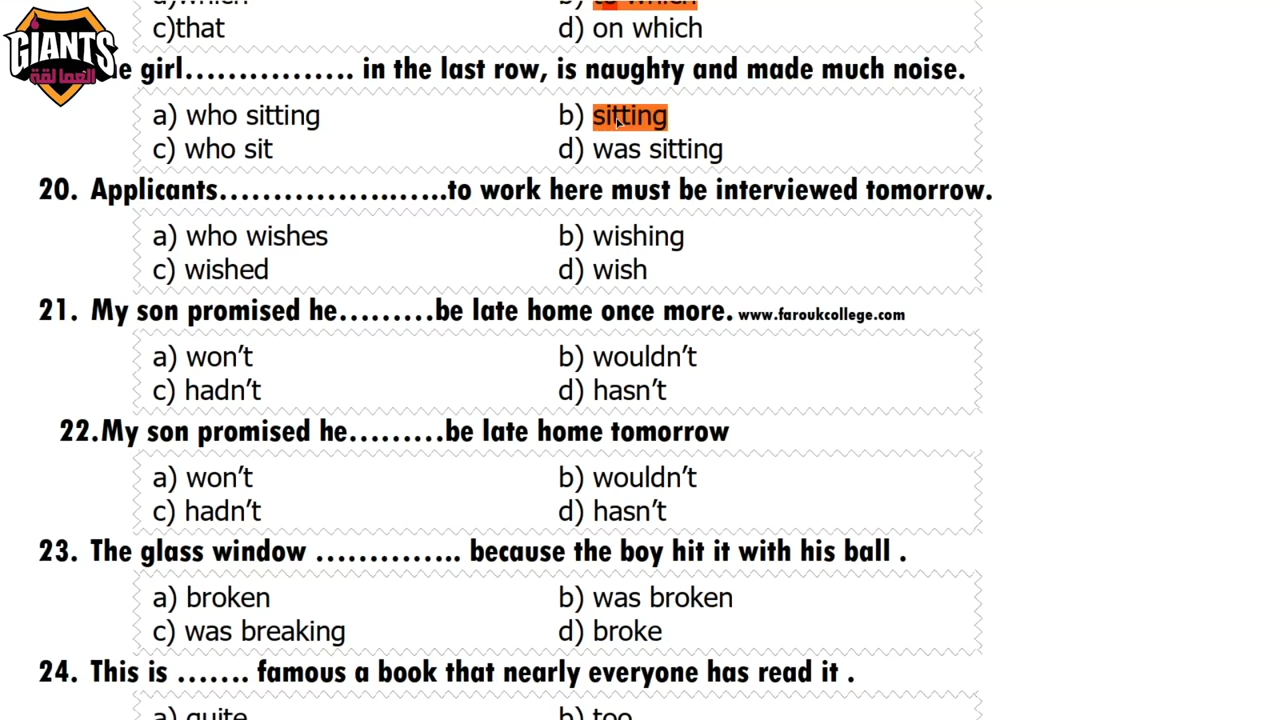 a)which b) to which
c)that d) on which
GIANTS
العمالقة
e girl……………. in the last row, is naughty and made much noise.
a) who sitting b) sitting
c) who sit d) was sitting
20. Applicants…………………..to work here must be interviewed tomorrow.
a) who wishes b) wishing
c) wished d) wish
21. My son promised he………be late home once more. www.faroukcollege.com
a) won’t b) wouldn’t
c) hadn’t d) hasn’t
22.My son promised he………be late home tomorrow
a) won’t b) wouldn’t
c) hadn’t d) hasn’t
23. The glass window ………….. because the boy hit it with his ball .
a) broken b) was broken
c) was breaking d) broke
24. This is ……. famous a book that nearly everyone has read it .
a) quite b) too